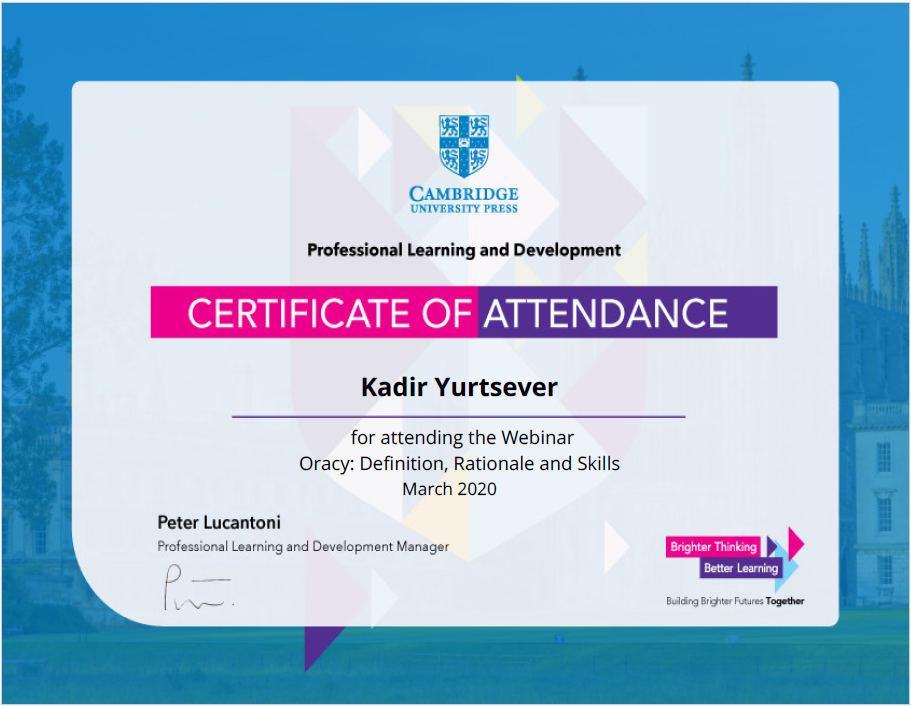 CAMBRIDGE
UNIVERSITY PRESS
Professional Learning and Development
CERTIFICATE OF ATTENDANCE
Kadir Yurtsever
for attending the Webinar
Oracy: Definition, Rationale and Skills
March 2020
Peter Lucantoni
Professional Learning and Development Manager
Brighter Thinking
Better Learning
Building Brighter Futures Together